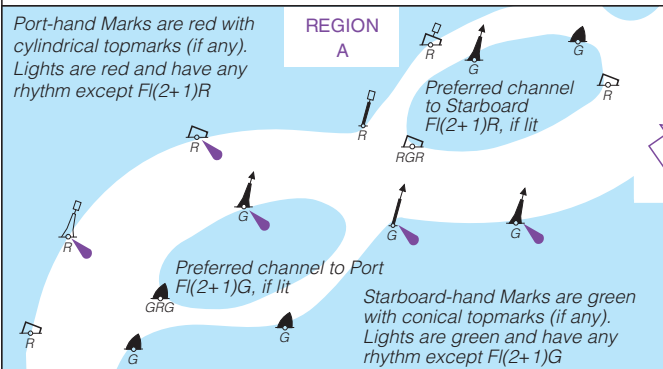 Port-hand Marks are red with
cylindrical topmarks (if any).
Lights are red and have any
rhythm except Fl(2+1)R
REGION
A
R
G
G
Preferred channel
to Starboard
Fl(2+1)R, if lit
R
R
R
RGR
G
R
G
G
Preferred channel to Port
Fl(2+1)G, if lit
GRG
Starboard-hand Marks are green
with conical topmarks (if any).
Lights are green and have any
rhythm except Fl(2+1)G
R
G
G